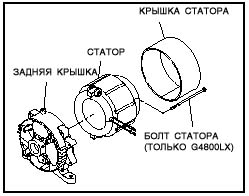 КРЫШКА СТАТОРА
СТАТОР
ЗАДНЯЯ КРЫШКА
БОЛТ СТАТОРА
(ТОЛЬКО G4800LX)